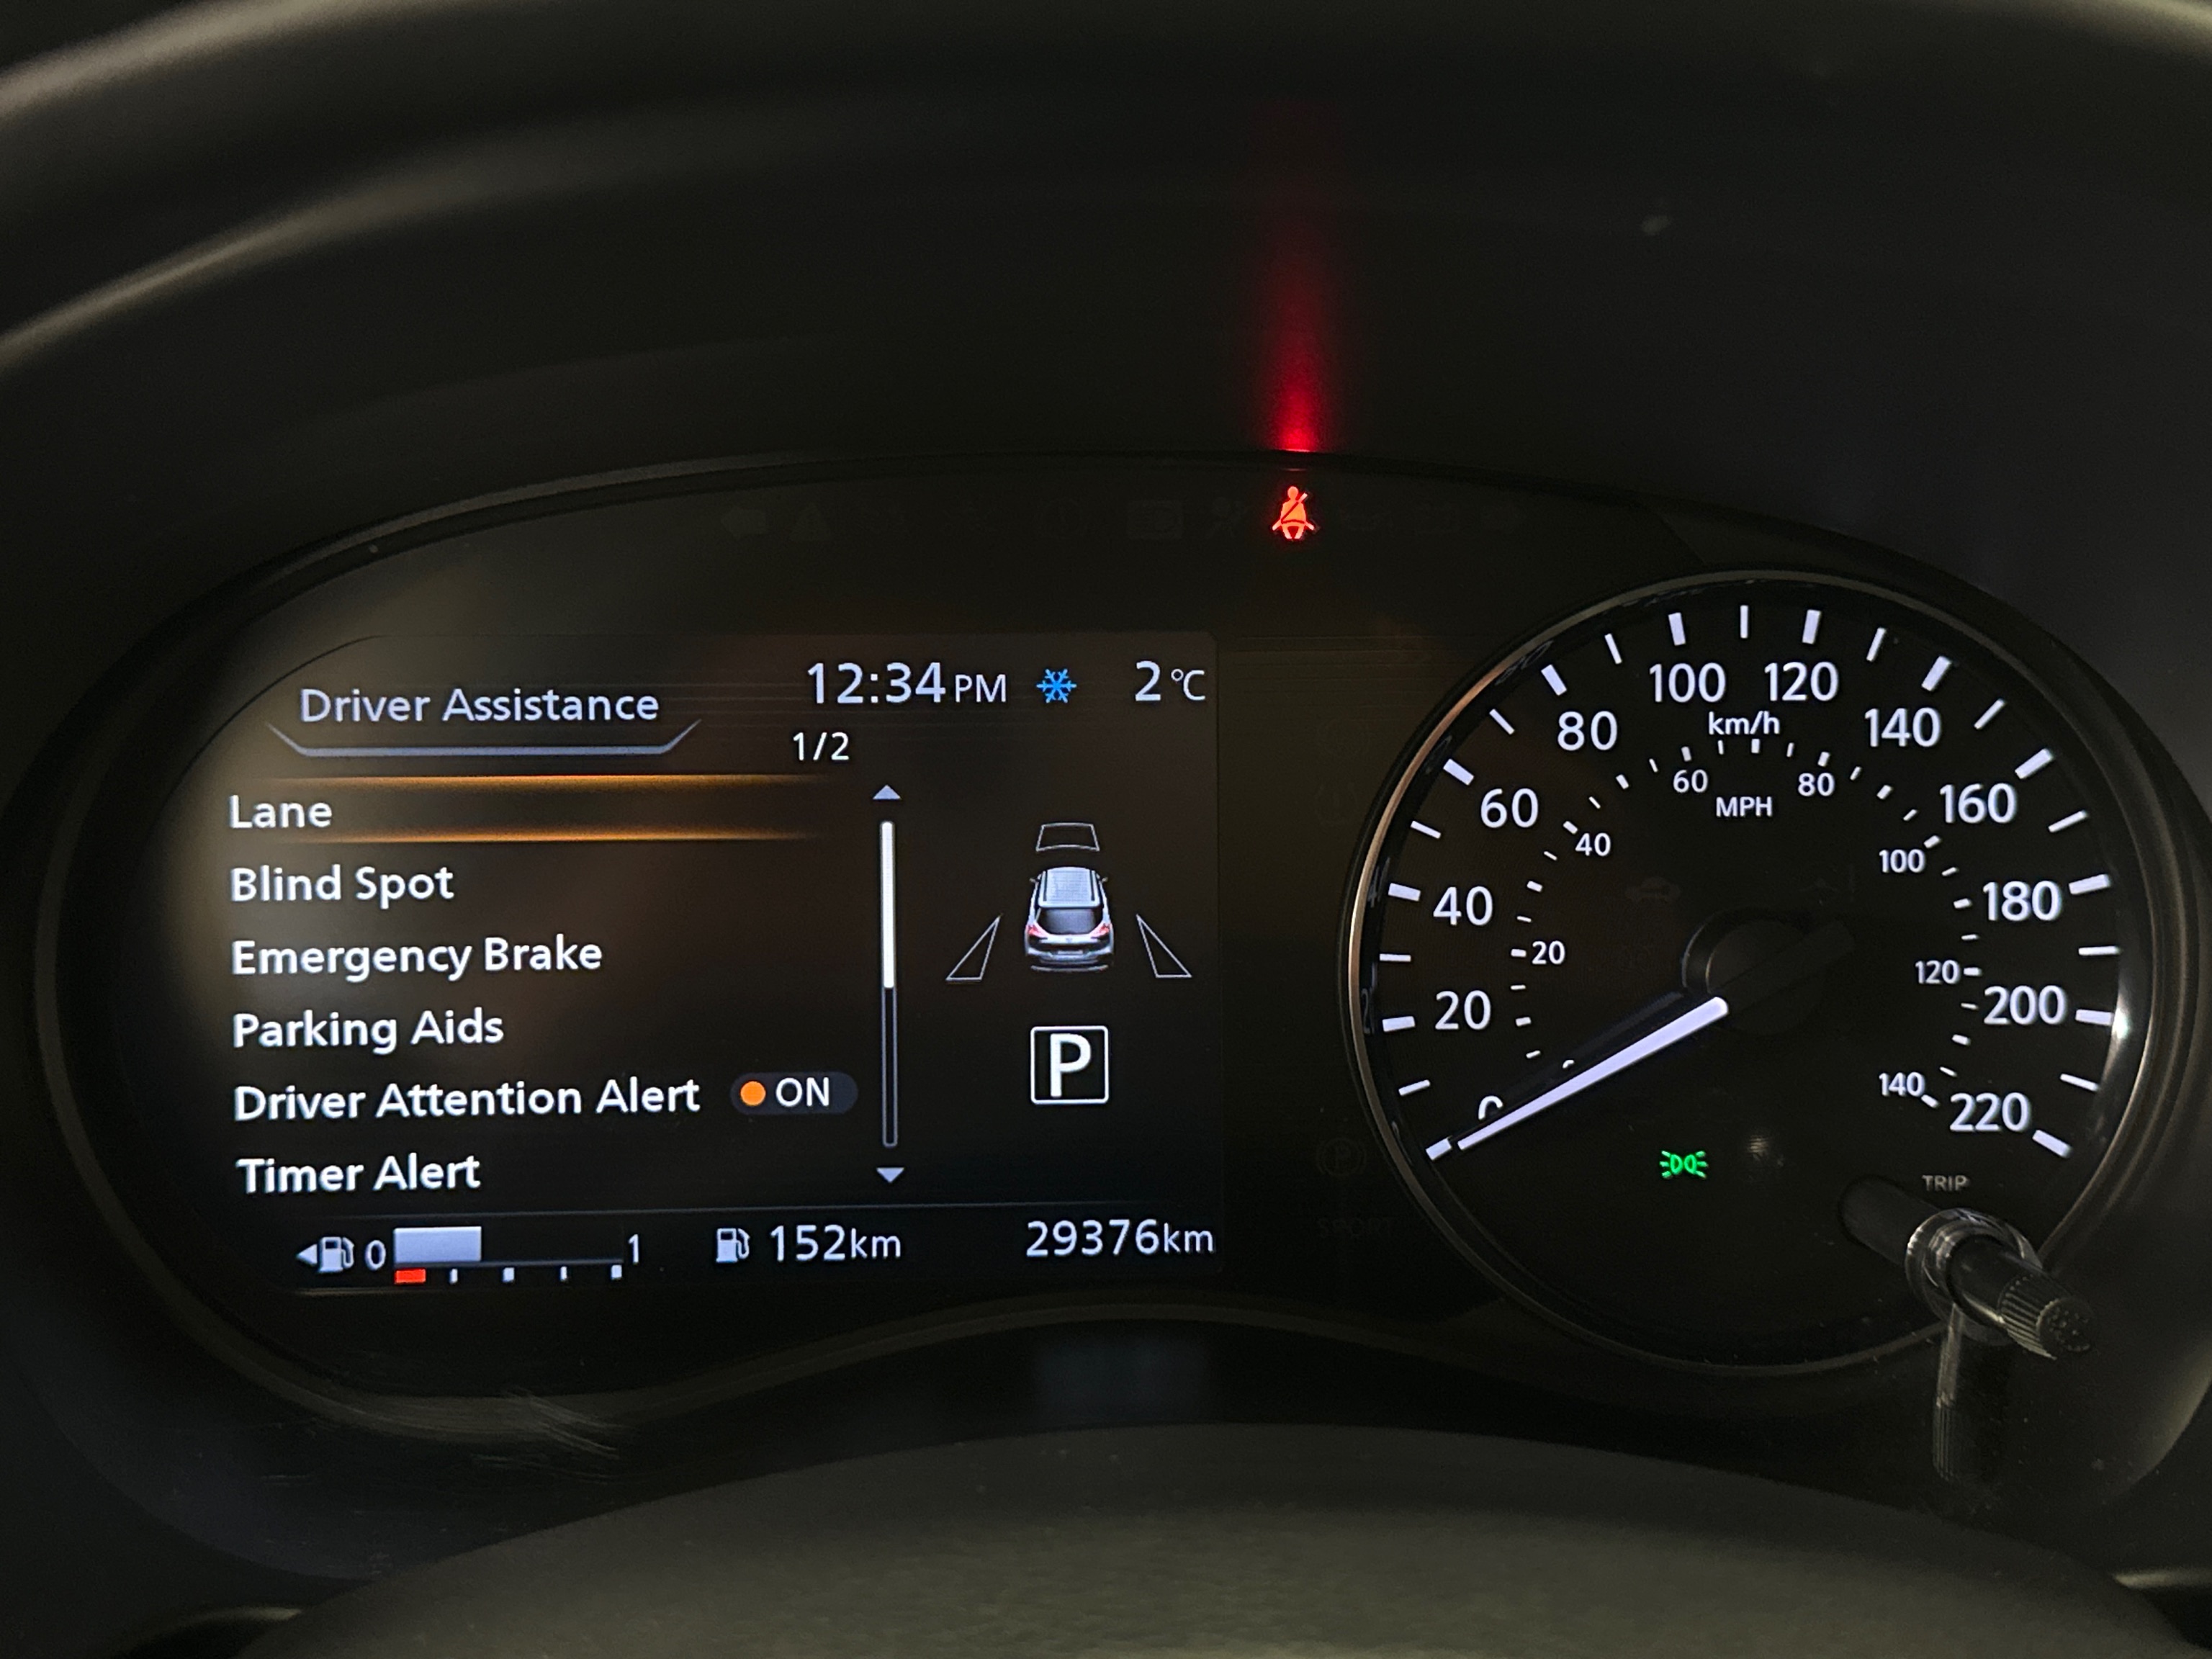 Driver Assistance
12:34 PM
2 °C
1/2
Lane
Blind Spot
Emergency Brake
Parking Aids
Driver Attention Alert ON
Timer Alert
P
0 1
152km
29376km
0
20
40
60
80
100
120
140
160
180
200
220
km/h
20
40
60
80
100
120
140
MPH
TRIP
SPORT